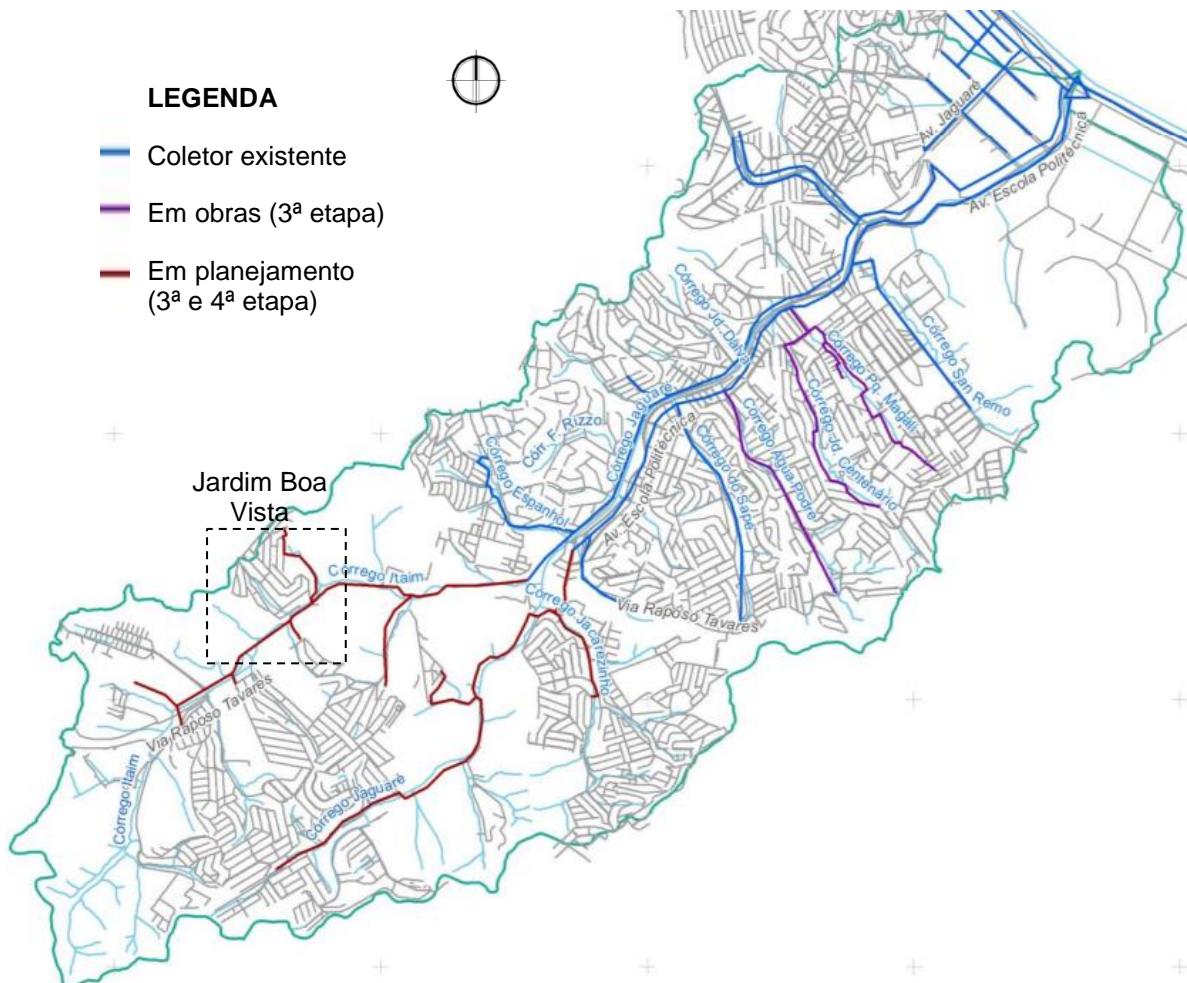 LEGENDA
Coletor existente
Em obras (3ª etapa)
Em planejamento
(3ª e 4ª etapa)
Av. Jaguaré
Av. Escola Politécnica
Córrego Jd. Dalva
Córrego Pq. Magali
Córrego San Remo
Córrego Jd. Centenário
Córrego Jaguaré
Córr. F. Rizzo
Córrego Espanhol
Av. Escola Politécnica
Córrego do Sapé
Córrego Água Podre
Jardim Boa
Vista
Córrego Itaim
Córrego Jacarezinho
Via Raposo Tavares
Via Raposo Tavares
Córrego Itaim
Córrego Jaguaré